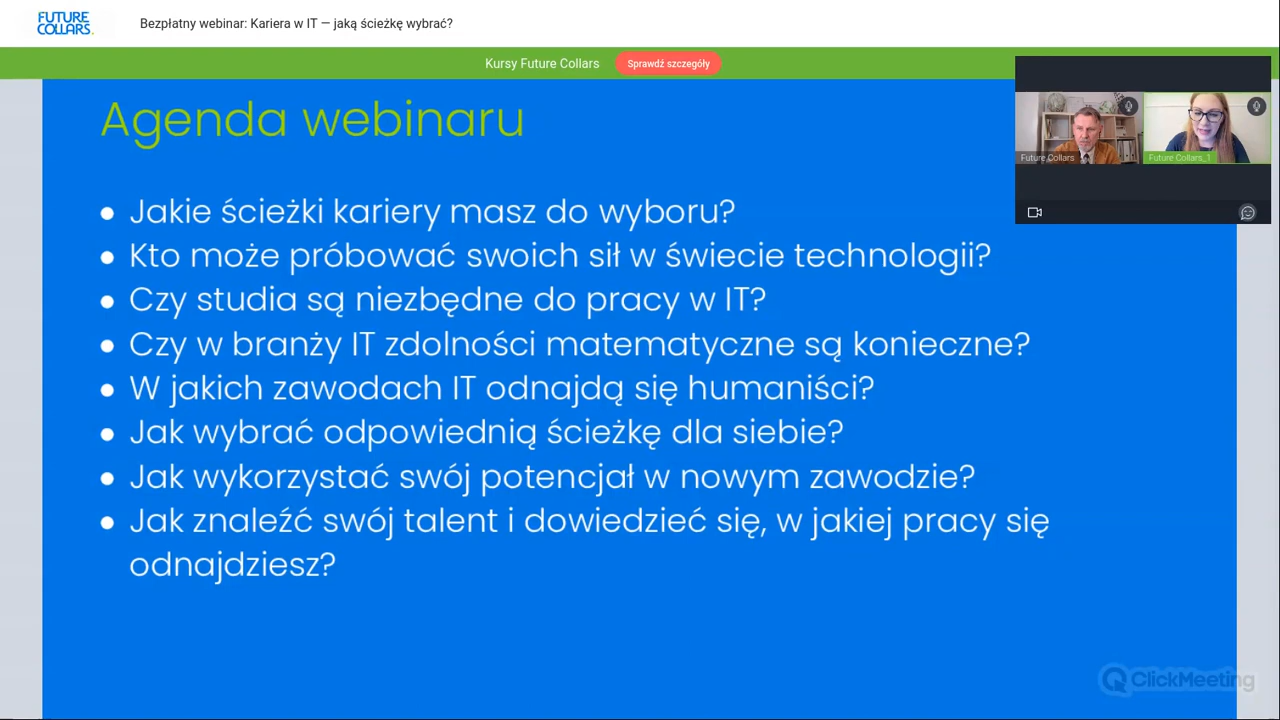 FUTURE
COLLARS.
Bezpłatny webinar: Kariera w IT — jaką ścieżkę wybrać?
Kursy Future Collars
Sprawdź szczegóły
Agenda webinaru
Future Collars
Future Collars_1
• Jakie ścieżki kariery masz do wyboru?
• Kto może próbować swoich sił w świecie technologii?
• Czy studia są niezbędne do pracy w IT?
• Czy w branży IT zdolności matematyczne są konieczne?
• W jakich zawodach IT odnajdą się humaniści?
• Jak wybrać odpowiednią ścieżkę dla siebie?
• Jak wykorzystać swój potencjał w nowym zawodzie?
• Jak znaleźć swój talent i dowiedzieć się, w jakiej pracy się
odnajdziesz?
ClickMeeting